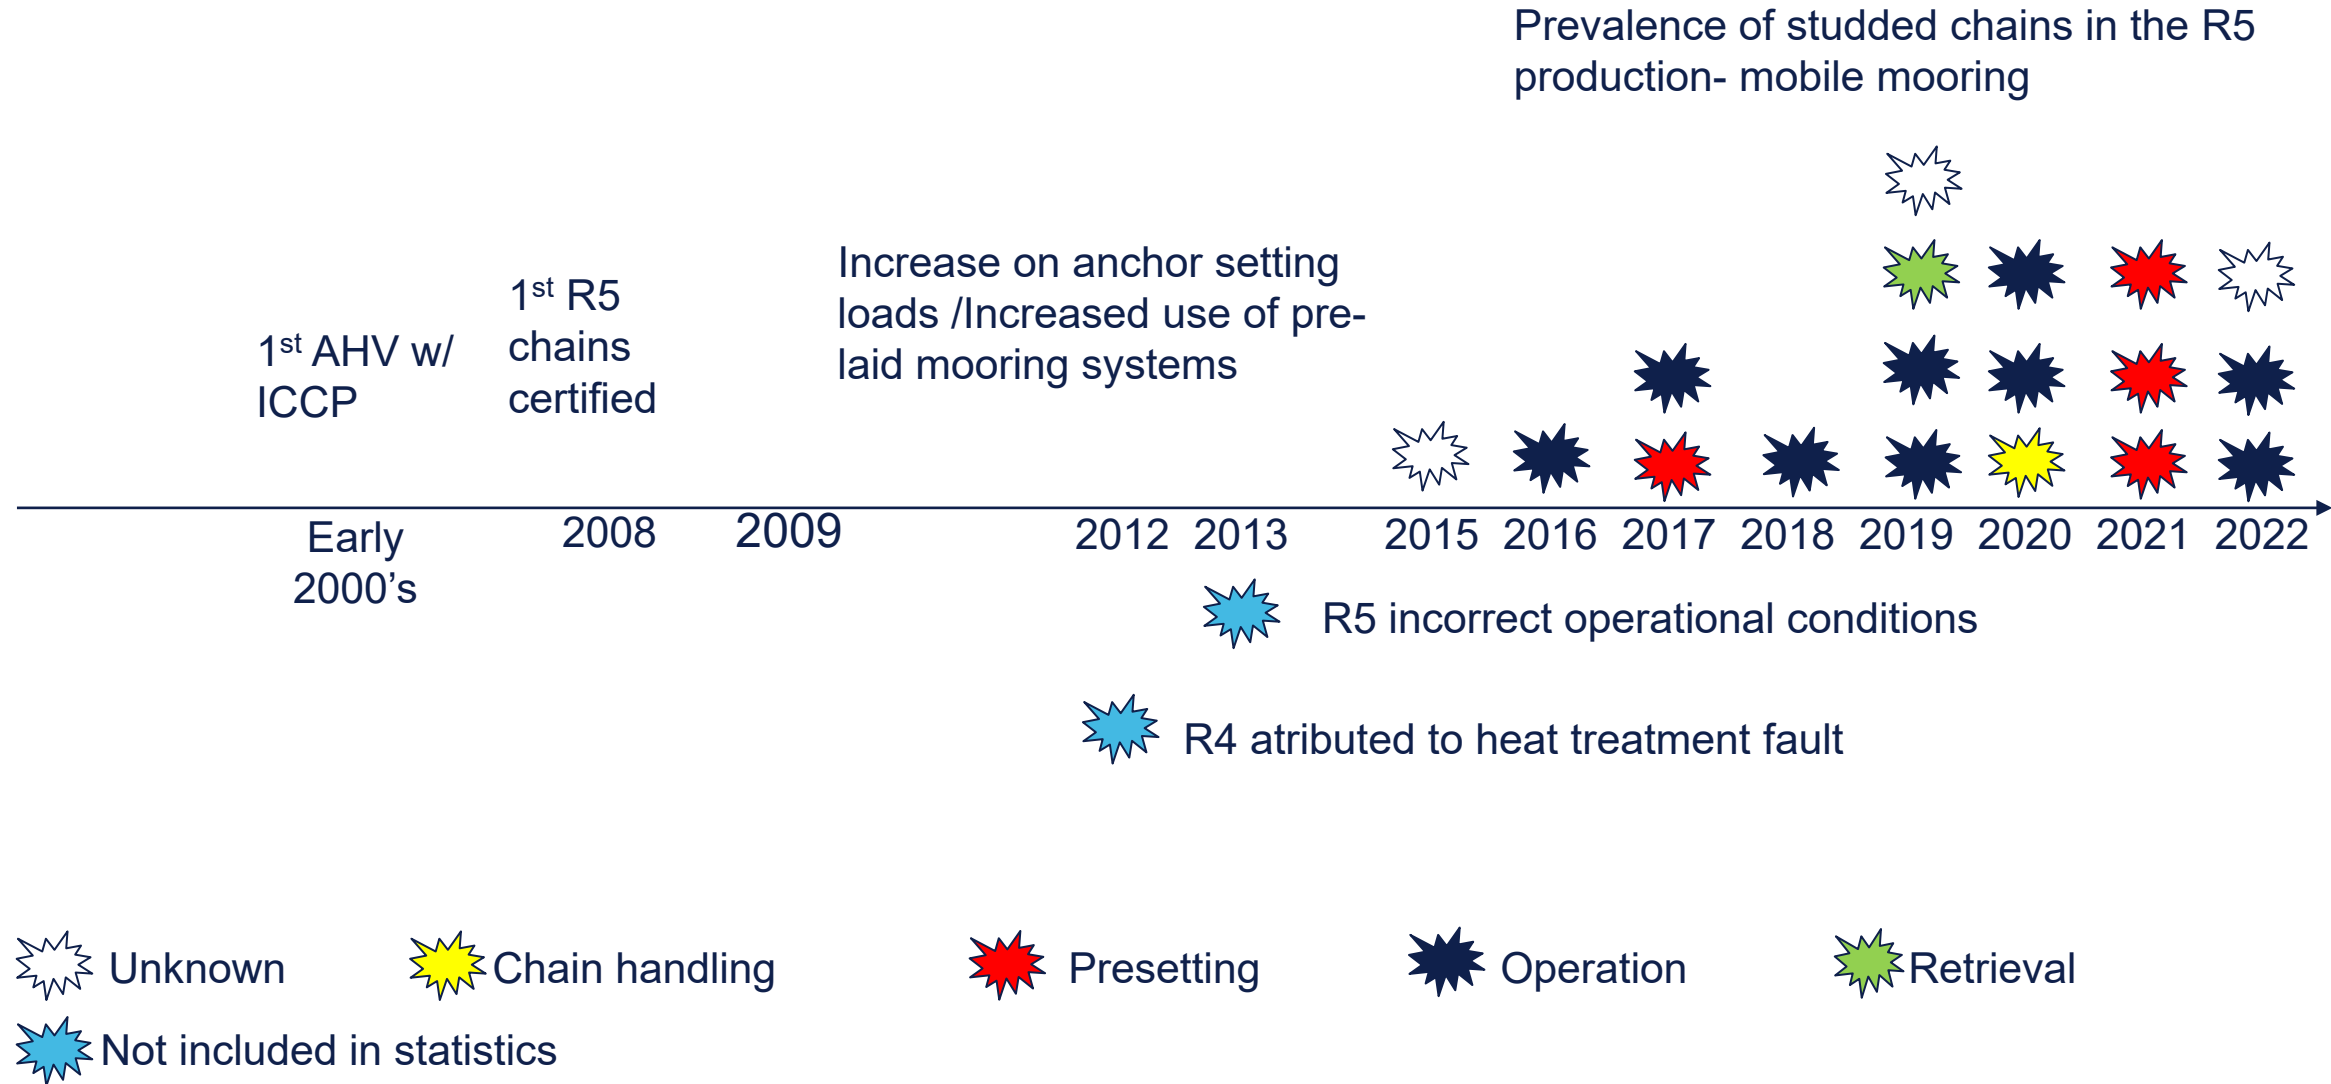 Prevalence of studded chains in the R5
production- mobile mooring
Increase on anchor setting
loads /Increased use of pre-
laid mooring systems
1st R5
chains
certified
1st AHV w/
ICCP
Early
2000’s
2008
2009
2012
2013
2015
2016
2017
2018
2019
2020
2021
2022
R5 incorrect operational conditions
R4 atributed to heat treatment fault
Unknown
Chain handling
Presetting
Operation
Retrieval
Not included in statistics